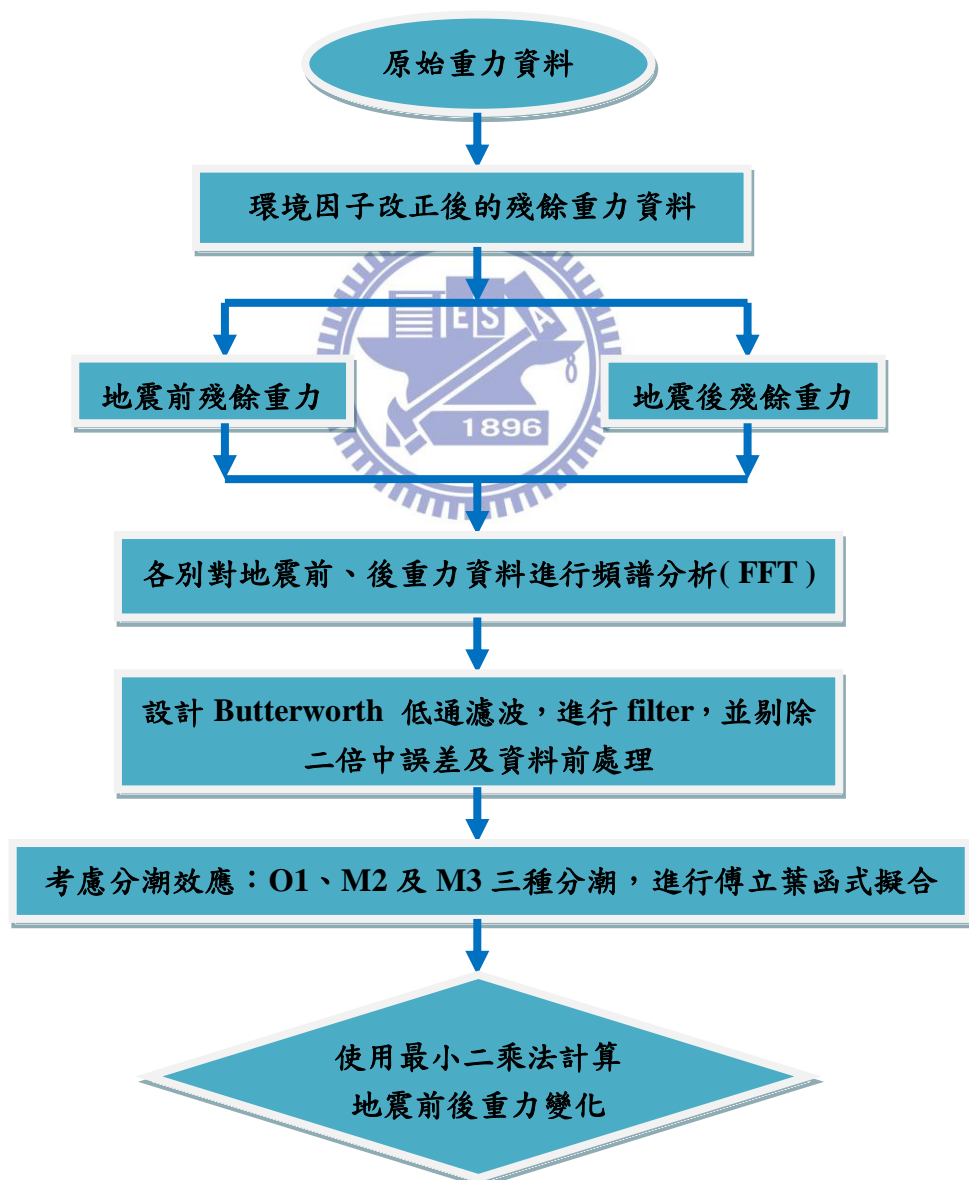 原始重力資料
環境因子改正後的殘餘重力資料
ESA
地震前殘餘重力
地震後殘餘重力
1896
各別對地震前、後重力資料進行頻譜分析( FFT )
設計 Butterworth 低通濾波，進行 filter，並剔除
二倍中誤差及資料前處理
考慮分潮效應：O1、M2 及 M3 三種分潮，進行傅立葉函式擬合
使用最小二乘法計算
地震前後重力變化